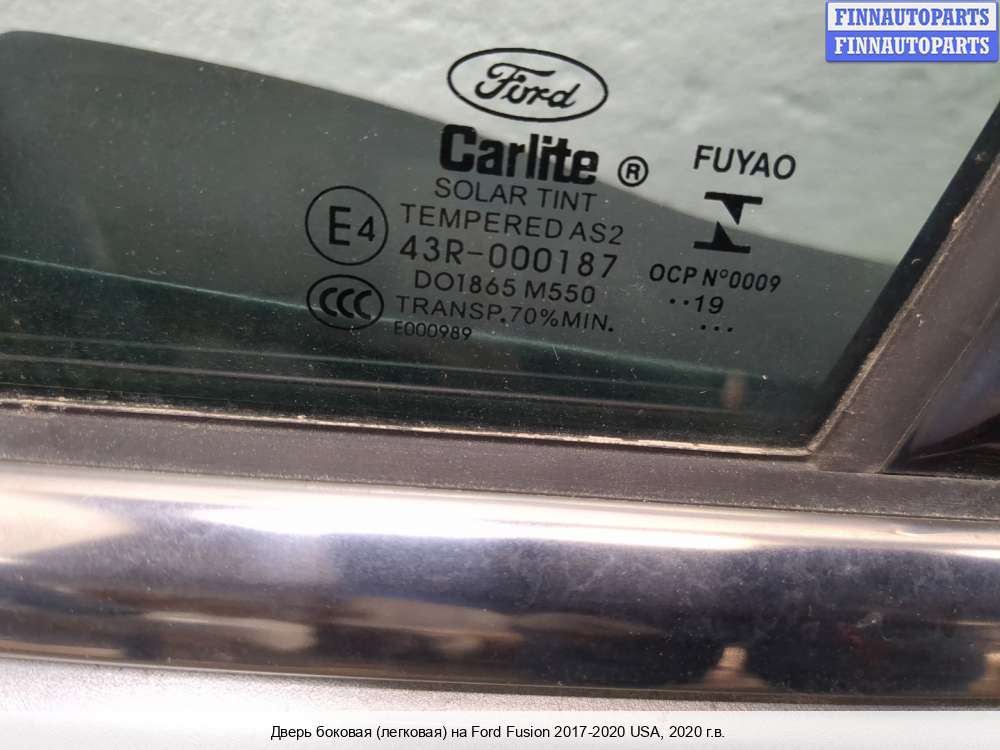 FINNAUTOPARTS
FINNAUTOPARTS
Ford
Carlite ®
SOLAR TINT
TEMPERED AS2
43R-000187
DOT865 M550
TRANSP.70%MIN.
E000989
E4
CCC
FUYAO
OCP N°0009
..19
...
Дверь боковая (легковая) на Ford Fusion 2017-2020 USA, 2020 г.в.